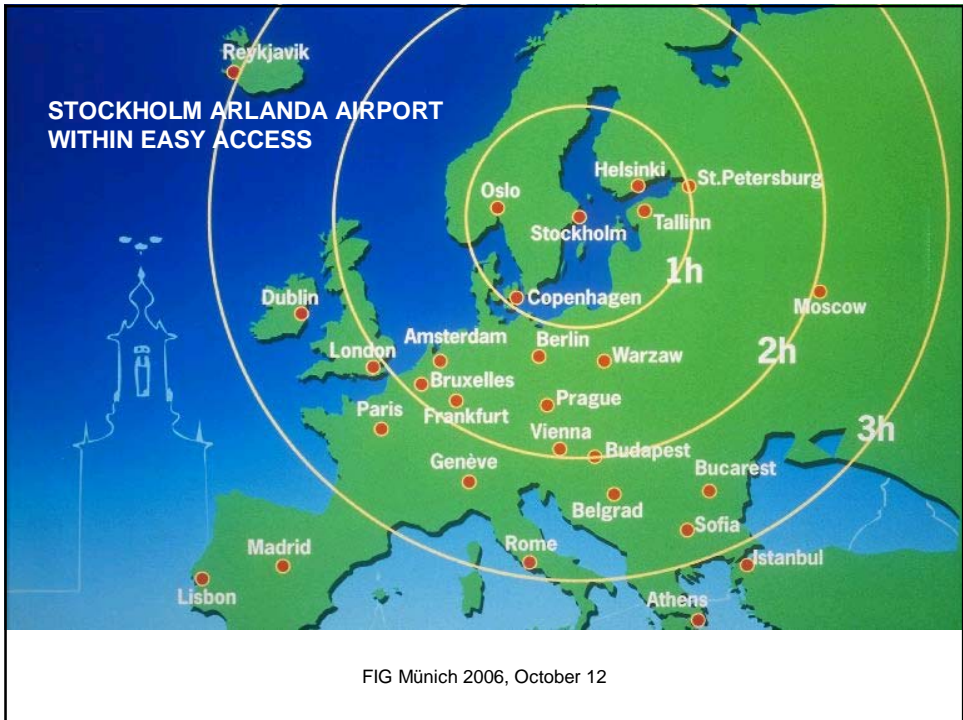 Reykjavik
STOCKHOLM ARLANDA AIRPORT
WITHIN EASY ACCESS
Helsinki
St.Petersburg
Oslo
Tallinn
Stockholm
1h
Dublin
Copenhagen
Moscow
Amsterdam
Berlin
London
Warzaw
2h
Bruxelles
Paris
Frankfurt
Prague
3h
Vienna
Budapest
Genève
Bucarest
Belgrad
Sofia
Madrid
Rome
Istanbul
Lisbon
Athens
FIG Münich 2006, October 12